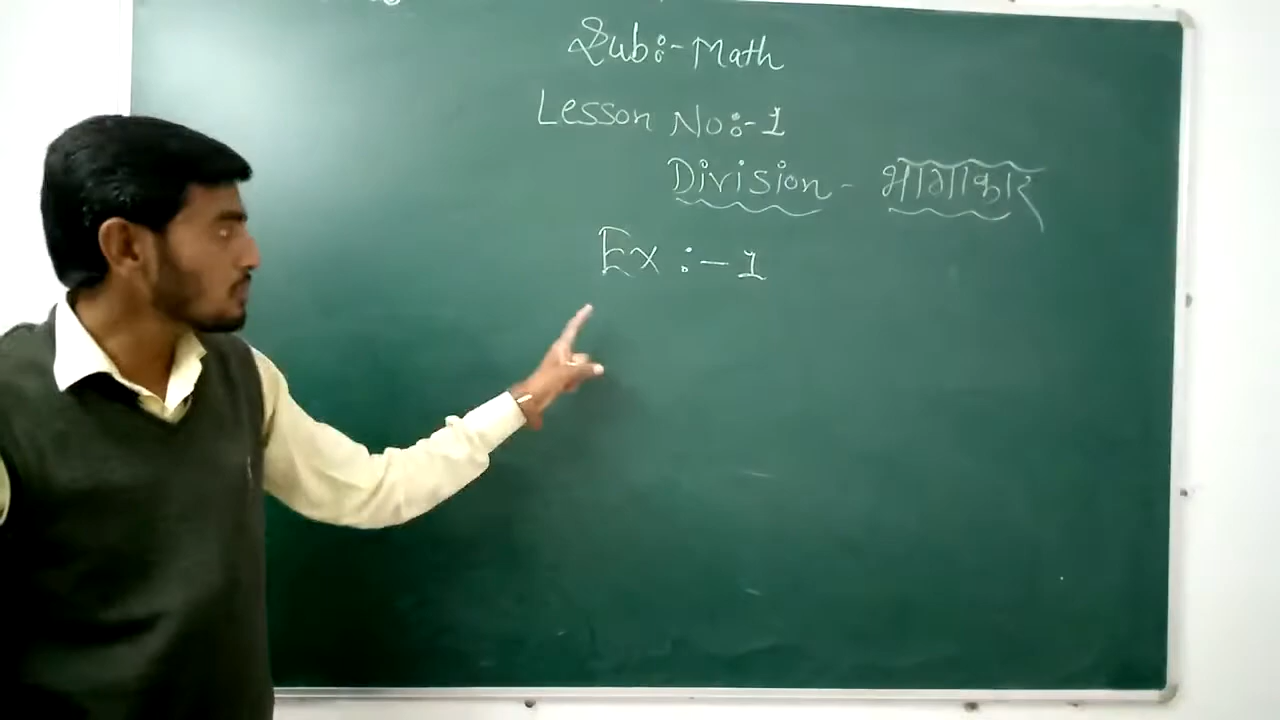 Sub:- Math
Lesson No:- 1
Division - भागाकार
Ex :- 1